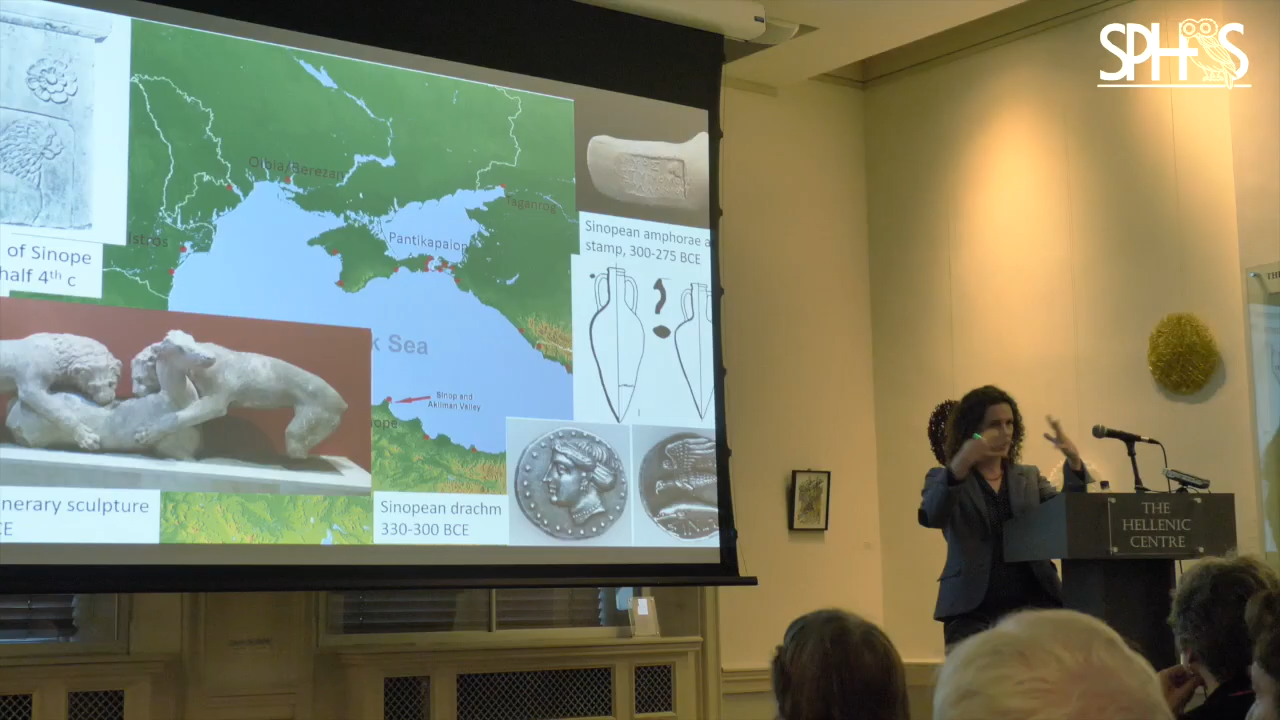 SPHS
Olbia/Berezan
Taganrog
Istros
Pantikapaion
of Sinope
half 4th c
Sinopean amphorae a
stamp, 300-275 BCE
k Sea
Sinop and
Akliman Valley
ope
nerary sculpture
CE
Sinopean drachm
330-300 BCE
THE
HELLENIC
CENTRE